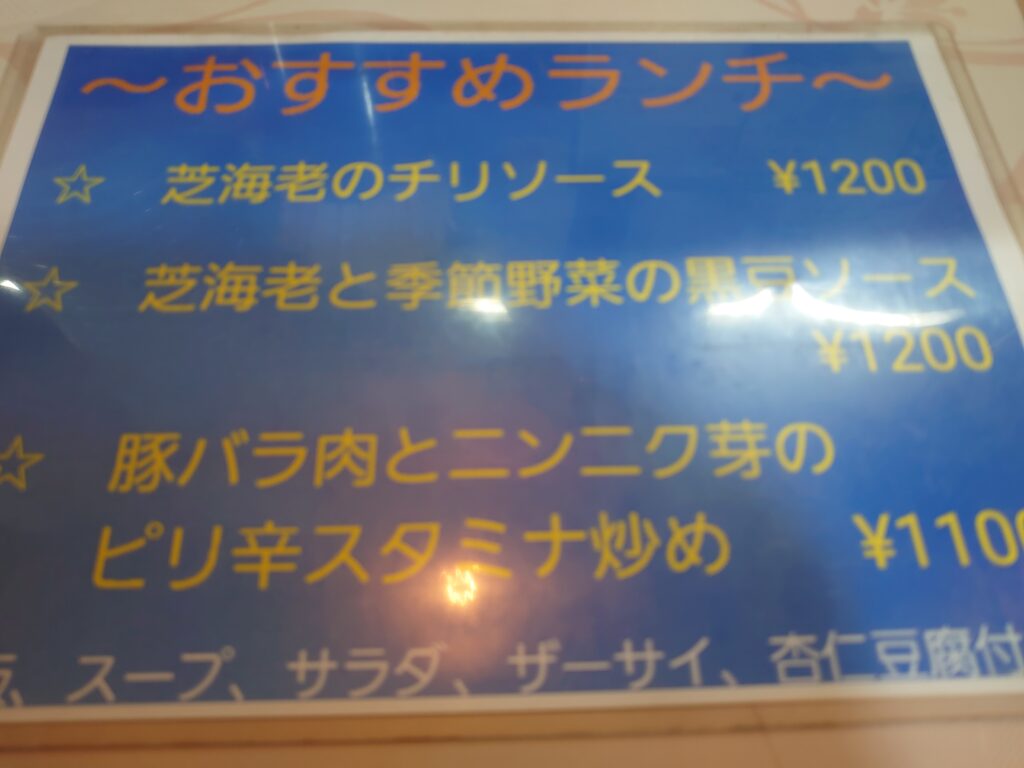 ～おすすめランチ～
☆ 芝海老のチリソース ¥1200
☆ 芝海老と季節野菜の黒豆ソース
¥1200
☆ 豚バラ肉とニンニク芽の
ピリ辛スタミナ炒め ¥1100
、スープ、サラダ、ザーサイ、杏仁豆腐付